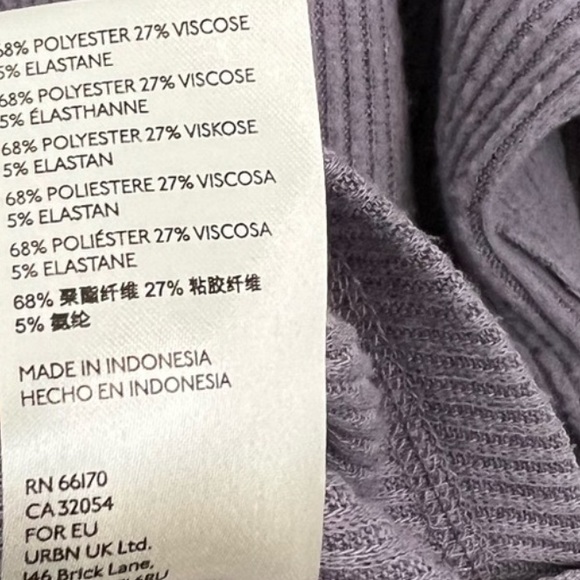 68% POLYESTER 27% VISCOSE
5% ELASTANE
68% POLYESTER 27% VISCOSE
5% ÉLASTHANNE
68% POLYESTER 27% VISKOSE
5% ELASTAN
68% POLIESTERE 27% VISCOSA
5% ELASTAN
68% POLIÉSTER 27% VISCOSA
5% ELASTANE
68% 聚酯纤维 27% 粘胶纤维
5% 氨纶
MADE IN INDONESIA
HECHO EN INDONESIA
RN 66170
CA 32054
FOR EU
URBN UK Ltd.
146 Brick Lane,